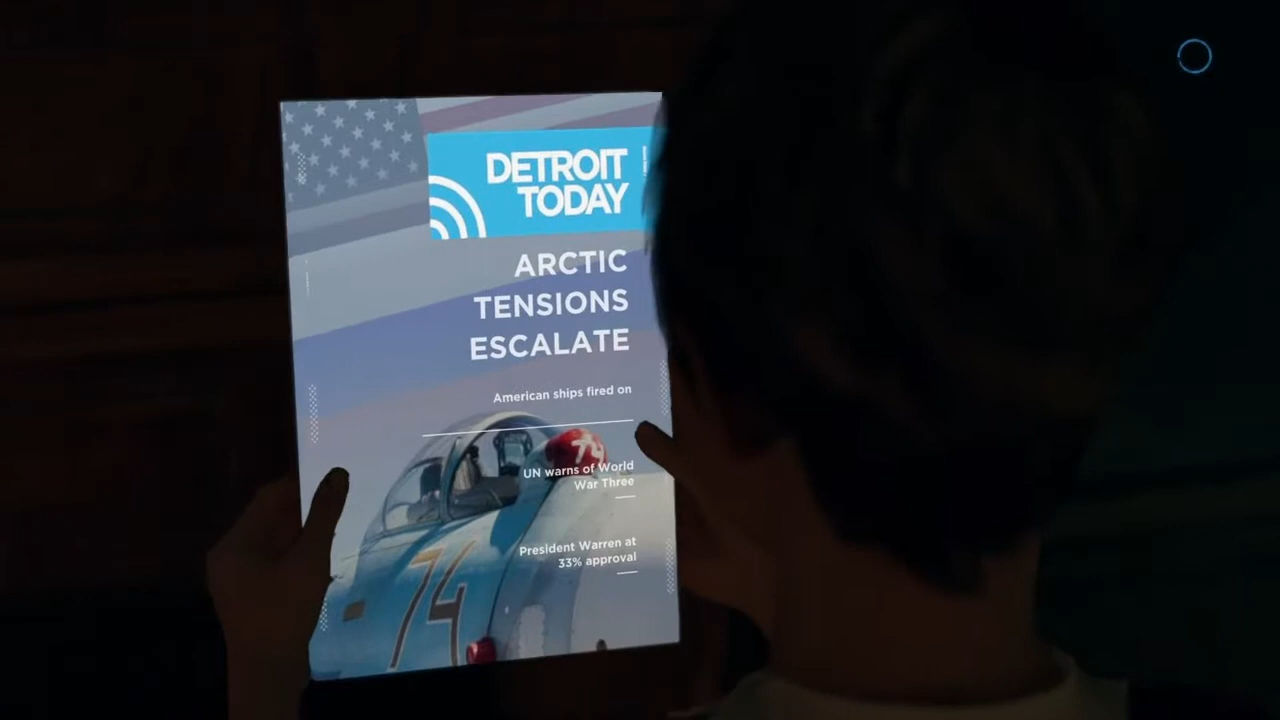 DETROIT
TODAY
ARCTIC
TENSIONS
ESCALATE
American ships fired on
74
UN warns of World
War Three
President Warren at
33% approval
74